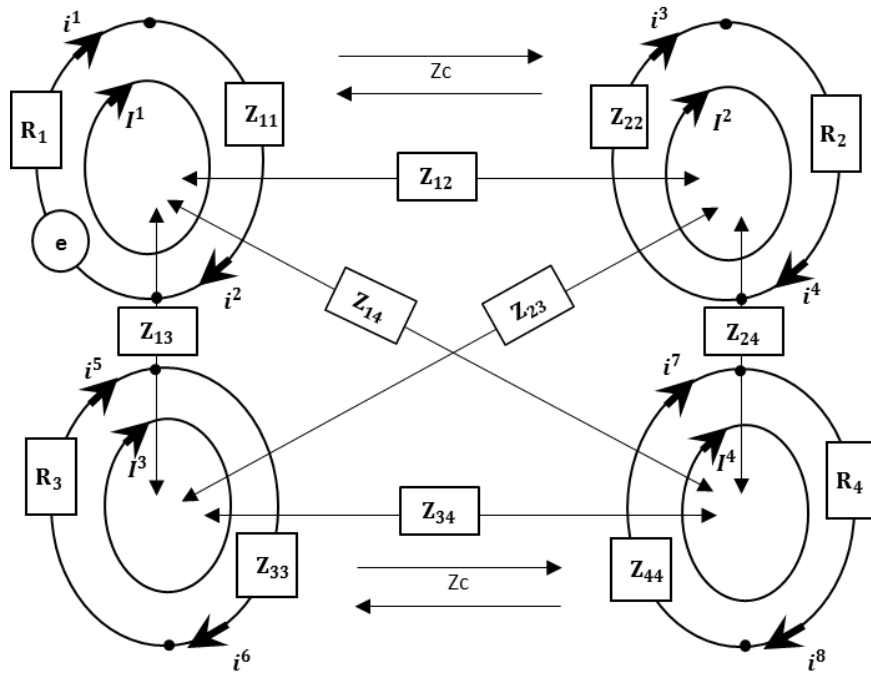 i¹
i³
Zc
R₁
I¹
Z₁₁
Z₂₂
I²
R₂
Z₁₂
e
i²
Z₁₄
Z₂₃
i⁴
Z₁₃
Z₂₄
i⁵
i⁷
R₃
I³
I⁴
R₄
Z₃₄
Z₃₃
Zc
Z₄₄
i⁶
i⁸